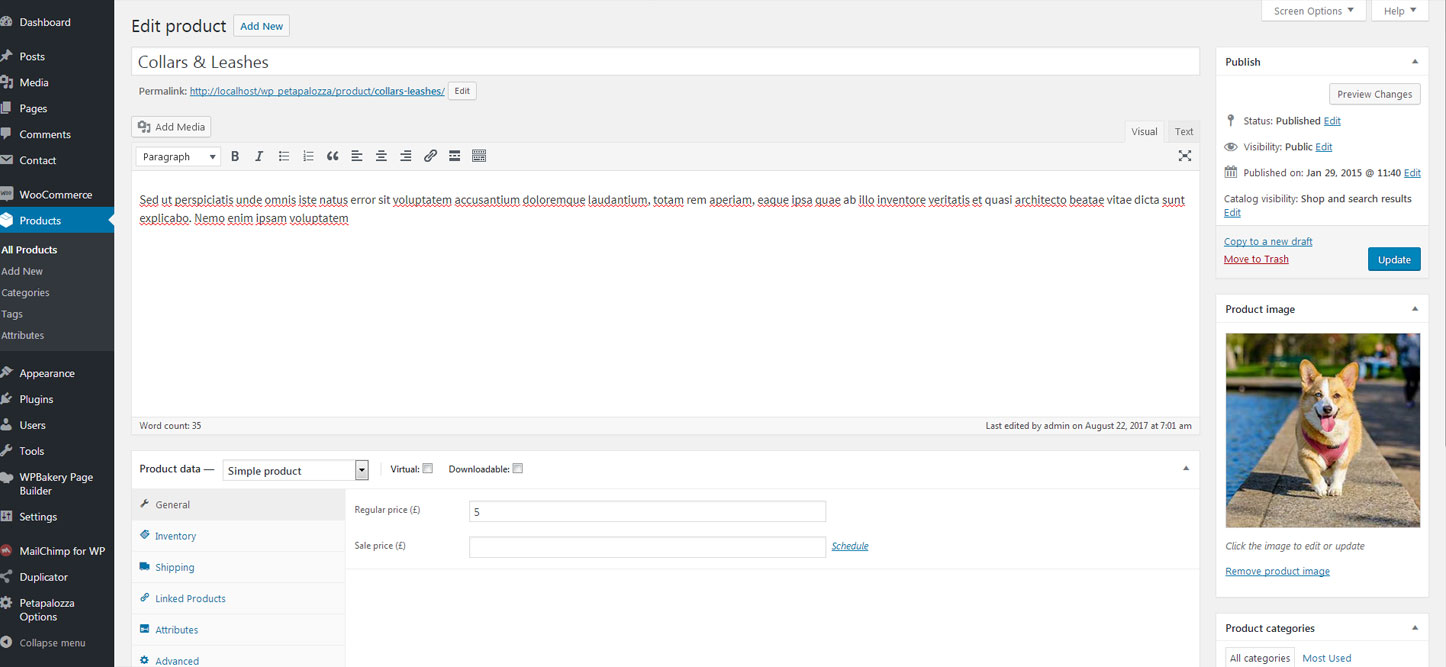 Dashboard
Posts
Media
Pages
Comments
Contact
WooCommerce
Products
All Products
Add New
Categories
Tags
Attributes
Appearance
Plugins
Users
Tools
WPBakery Page
Builder
Settings
MailChimp for WP
Duplicator
Petapalozza
Options
Collapse menu
Screen Options
Help
Edit product
Add New
Collars & Leashes
Permalink: http://localhost/wp_petapalozza/product/collars-leashes/ Edit
Add Media
Visual Text
Paragraph
Sed ut perspiciatis unde omnis iste natus error sit voluptatem accusantium doloremque laudantium, totam rem aperiam, eaque ipsa quae ab illo inventore veritatis et quasi architecto beatae vitae dicta sunt
explicabo. Nemo enim ipsam voluptatem
Word count: 35
Last edited by admin on August 22, 2017 at 7:01 am
Product data — Simple product Virtual: Downloadable:
General
Inventory
Shipping
Linked Products
Attributes
Advanced
Regular price (£) 5
Sale price (£) Schedule
Publish
Preview Changes
Status: Published Edit
Visibility: Public Edit
Published on: Jan 29, 2015 @ 11:40 Edit
Catalog visibility: Shop and search results
Edit
Copy to a new draft
Move to Trash
Update
Product image
Click the image to edit or update
Remove product image
Product categories
All categories Most Used